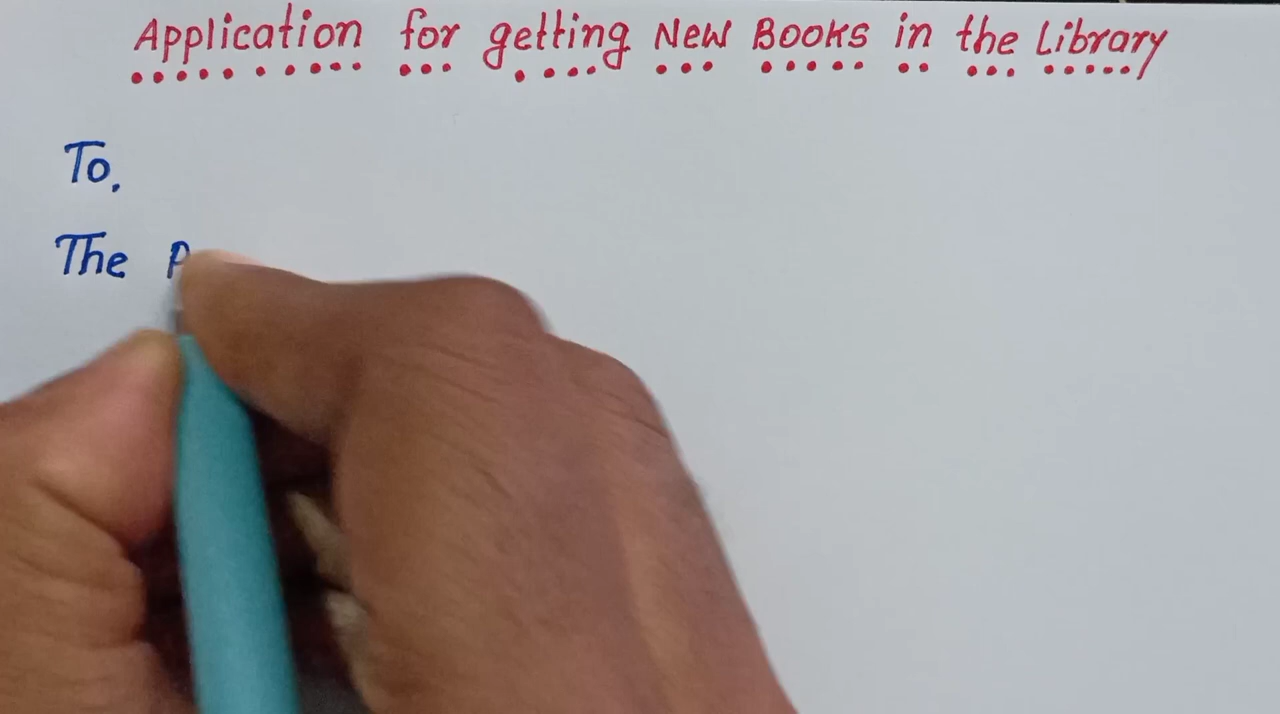 Application for getting New Books in the Library
To,
The P